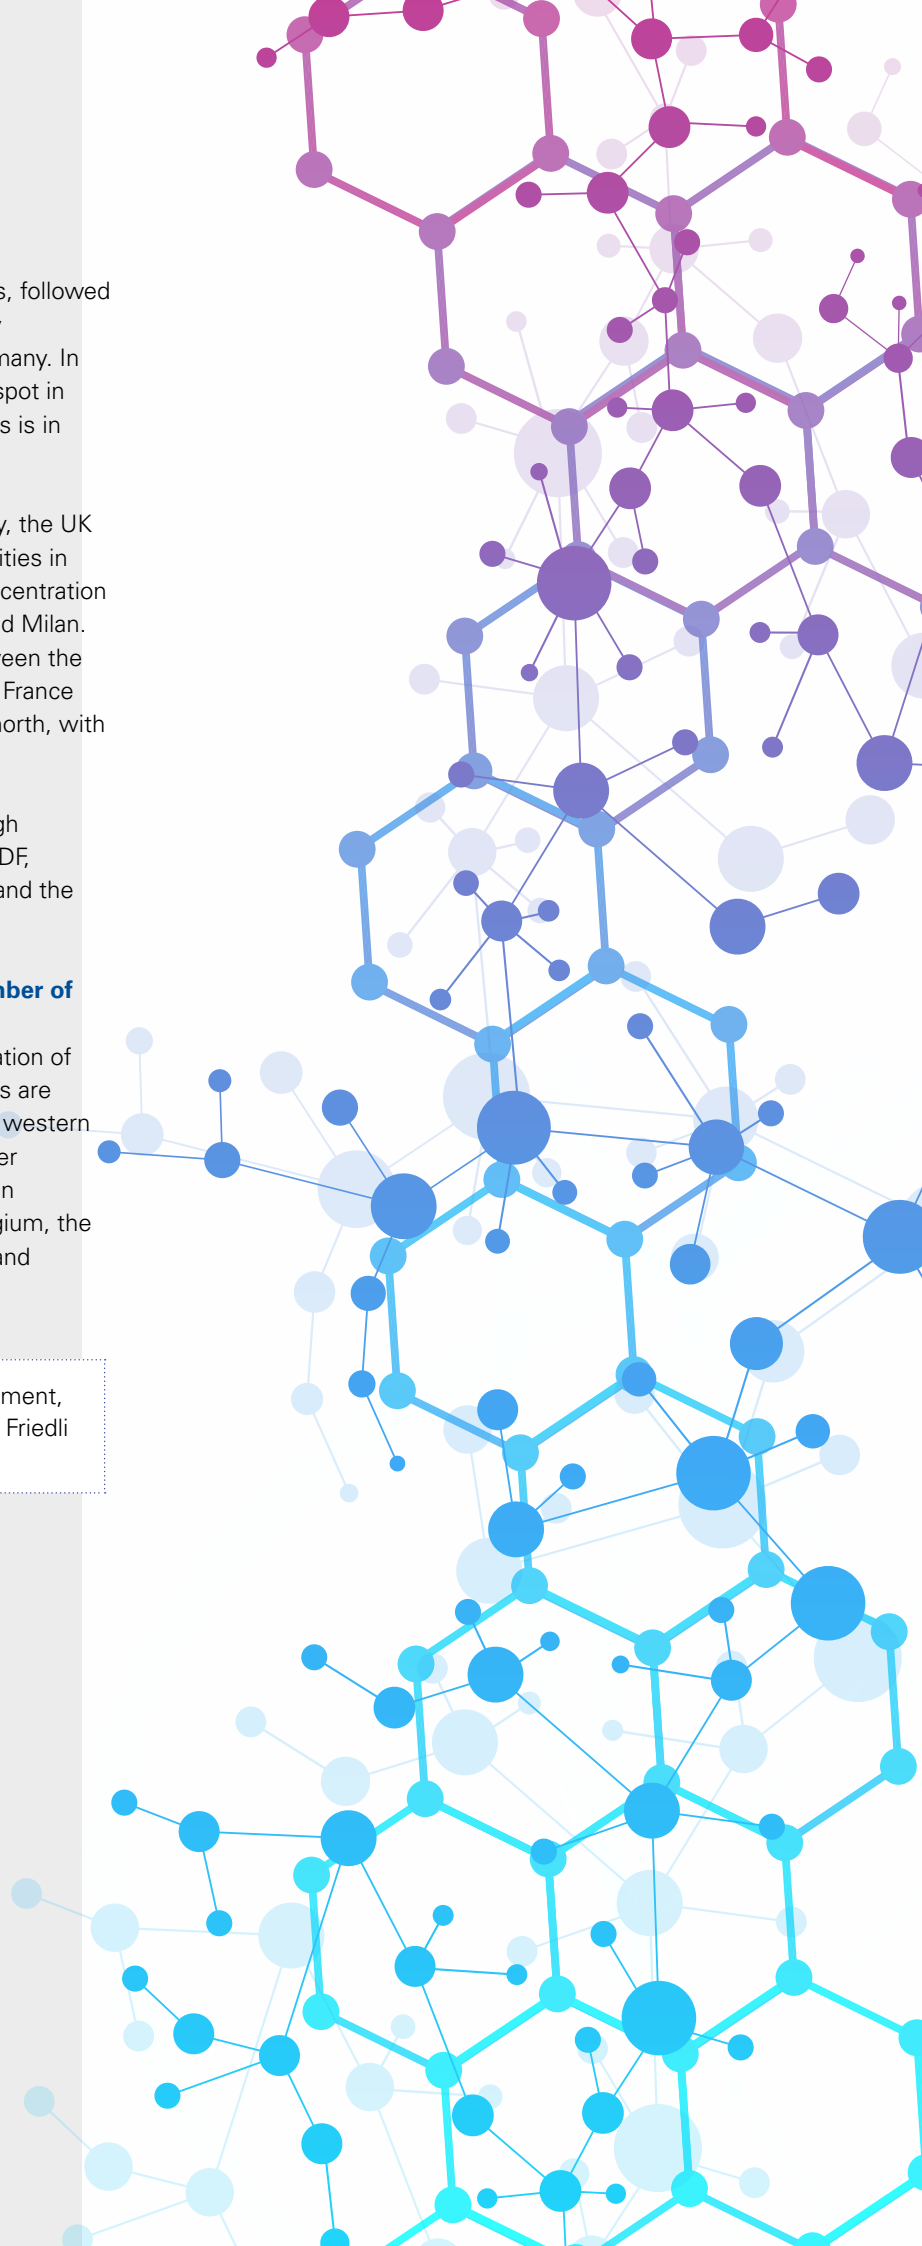 , followed
many. In
spot in
s is in
y, the UK
ities in
centration
d Milan.
een the
France
north, with
gh
DF,
and the
nber of
ation of
s are
western
er
n
gium, the
and
ment,
Friedli